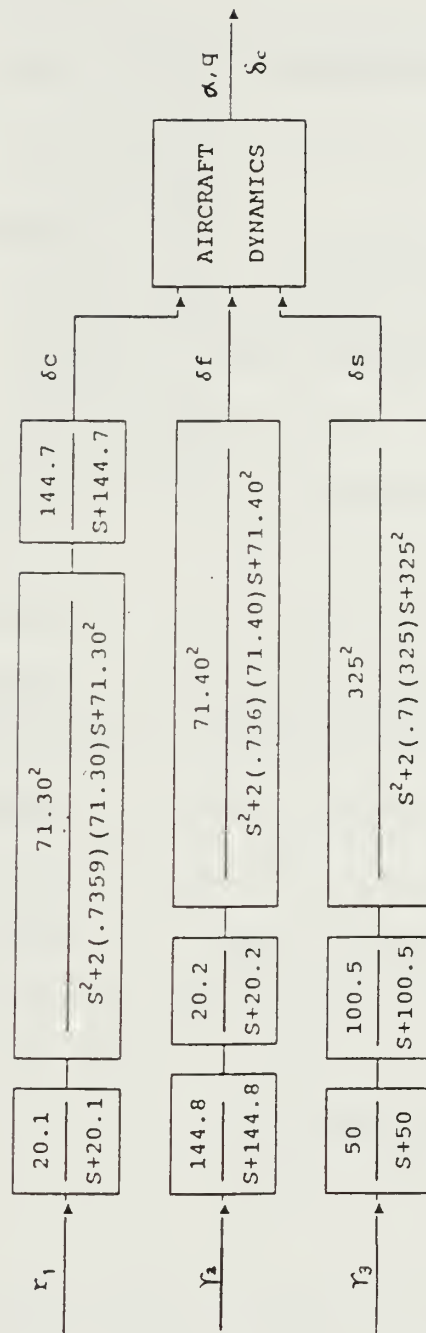 r₁
20.1
S+20.1
71.30²
S²+2(.7359)(71.30)S+71.30²
144.7
S+144.7
δc
γ₂
144.8
S+144.8
20.2
S+20.2
71.40²
S²+2(.736)(71.40)S+71.40²
δf
γ₃
50
S+50
100.5
S+100.5
325²
S²+2(.7)(325)S+325²
δs
AIRCRAFT
DYNAMICS
α,q
δc